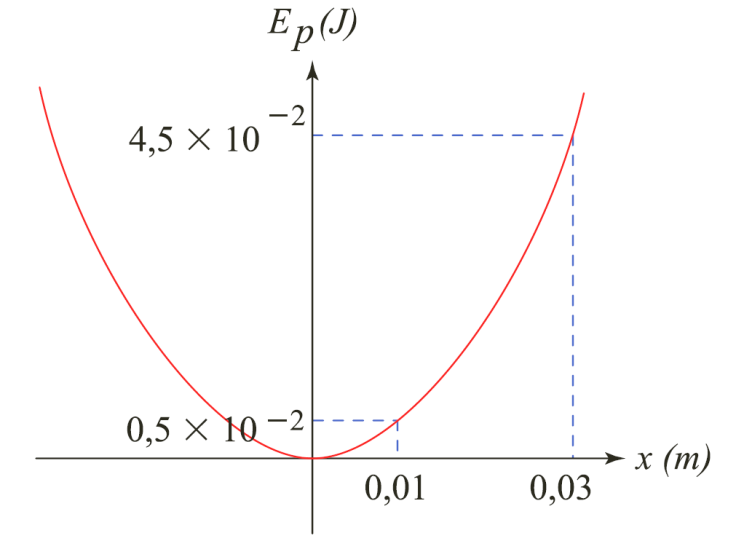 E_p (J)
4,5 × 10^−2
0,5 × 10^−2
x (m)
0,01
0,03